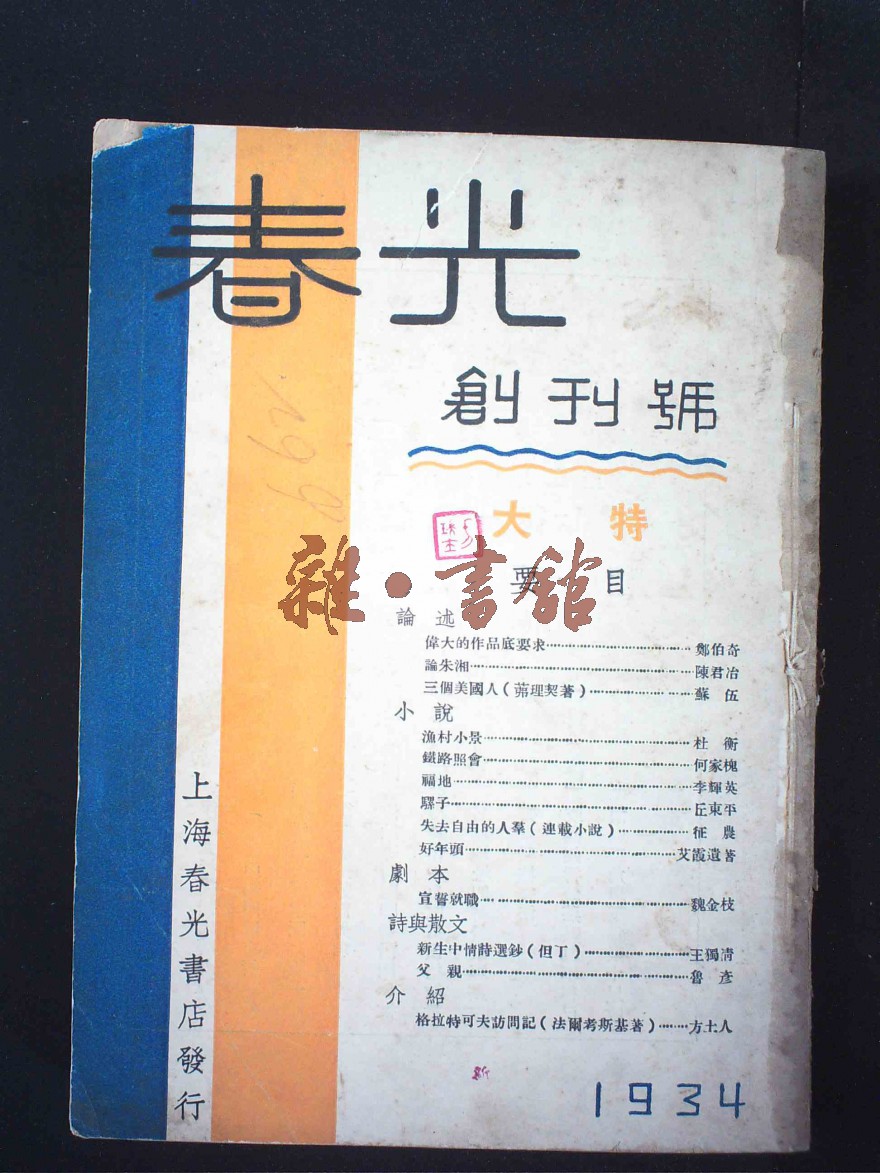 春光
創刊號
特大
要目
雜·書館
論述
偉大的作品底要求 鄭伯奇
論朱湘 陳君冶
三個美國人(茀理契著) 蘇伍
小說
漁村小景 杜衡
鐵路照會 何家槐
福地 李輝英
騾子 丘東平
失去自由的人羣(連載小說) 征農
好年頭 艾霞遺著
劇本
宣誓就職 魏金枝
詩與散文
新生中情詩選鈔(但丁) 王獨清
父親 魯彥
介紹
格拉特可夫訪問記(法爾考斯基著) 方土人
上海春光書店發行
新
1934